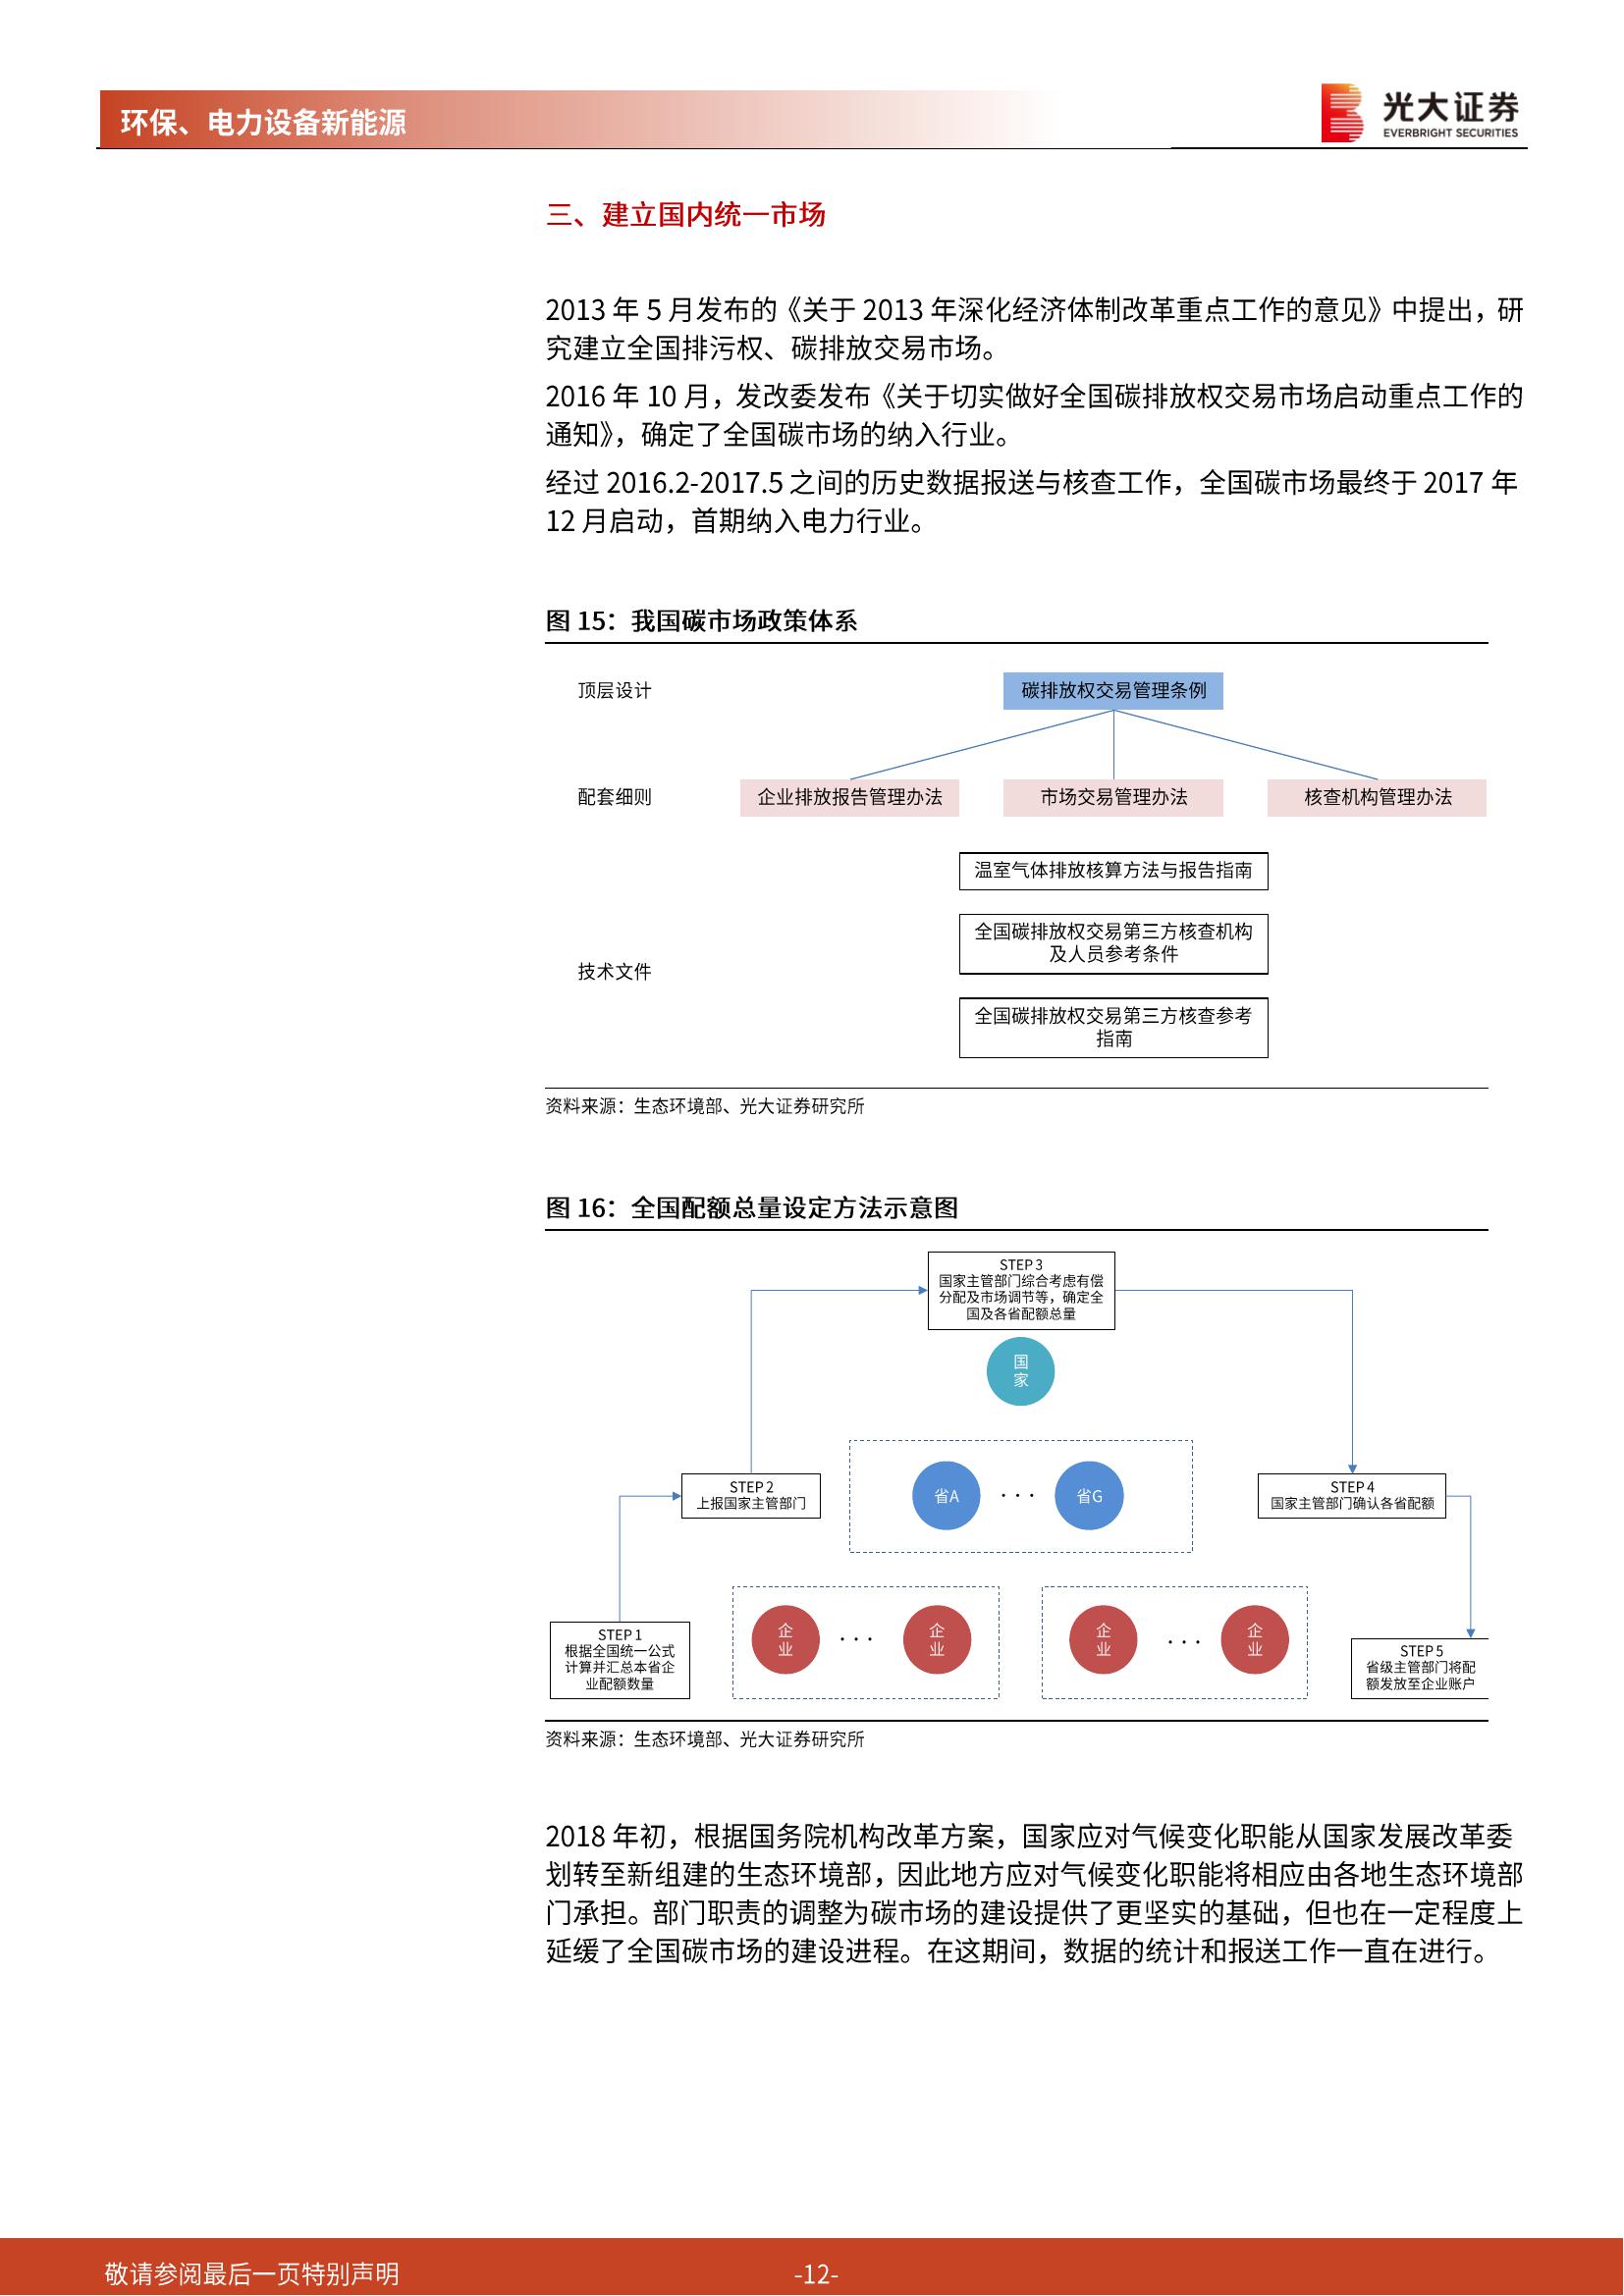 环保、电力设备新能源
光大证券
EVERBRIGHT SECURITIES
三、建立国内统一市场
2013 年 5 月发布的《关于 2013 年深化经济体制改革重点工作的意见》中提出，研
究建立全国排污权、碳排放交易市场。
2016 年 10 月，发改委发布《关于切实做好全国碳排放权交易市场启动重点工作的
通知》，确定了全国碳市场的纳入行业。
经过 2016.2-2017.5 之间的历史数据报送与核查工作，全国碳市场最终于 2017 年
12 月启动，首期纳入电力行业。
图 15：我国碳市场政策体系
顶层设计
碳排放权交易管理条例
配套细则
企业排放报告管理办法
市场交易管理办法
核查机构管理办法
技术文件
温室气体排放核算方法与报告指南
全国碳排放权交易第三方核查机构
及人员参考条件
全国碳排放权交易第三方核查参考
指南
资料来源：生态环境部、光大证券研究所
图 16：全国配额总量设定方法示意图
STEP 3
国家主管部门综合考虑有偿
分配及市场调节等，确定全
国及各省配额总量
国
家
STEP 2
上报国家主管部门
省A
· · ·
省G
STEP 4
国家主管部门确认各省配额
STEP 1
根据全国统一公式
计算并汇总本省企
业配额数量
企
业
· · ·
企
业
企
业
· · ·
企
业
STEP 5
省级主管部门将配
额发放至企业账户
资料来源：生态环境部、光大证券研究所
2018 年初，根据国务院机构改革方案，国家应对气候变化职能从国家发展改革委
划转至新组建的生态环境部，因此地方应对气候变化职能将相应由各地生态环境部
门承担。部门职责的调整为碳市场的建设提供了更坚实的基础，但也在一定程度上
延缓了全国碳市场的建设进程。在这期间，数据的统计和报送工作一直在进行。
敬请参阅最后一页特别声明
-12-